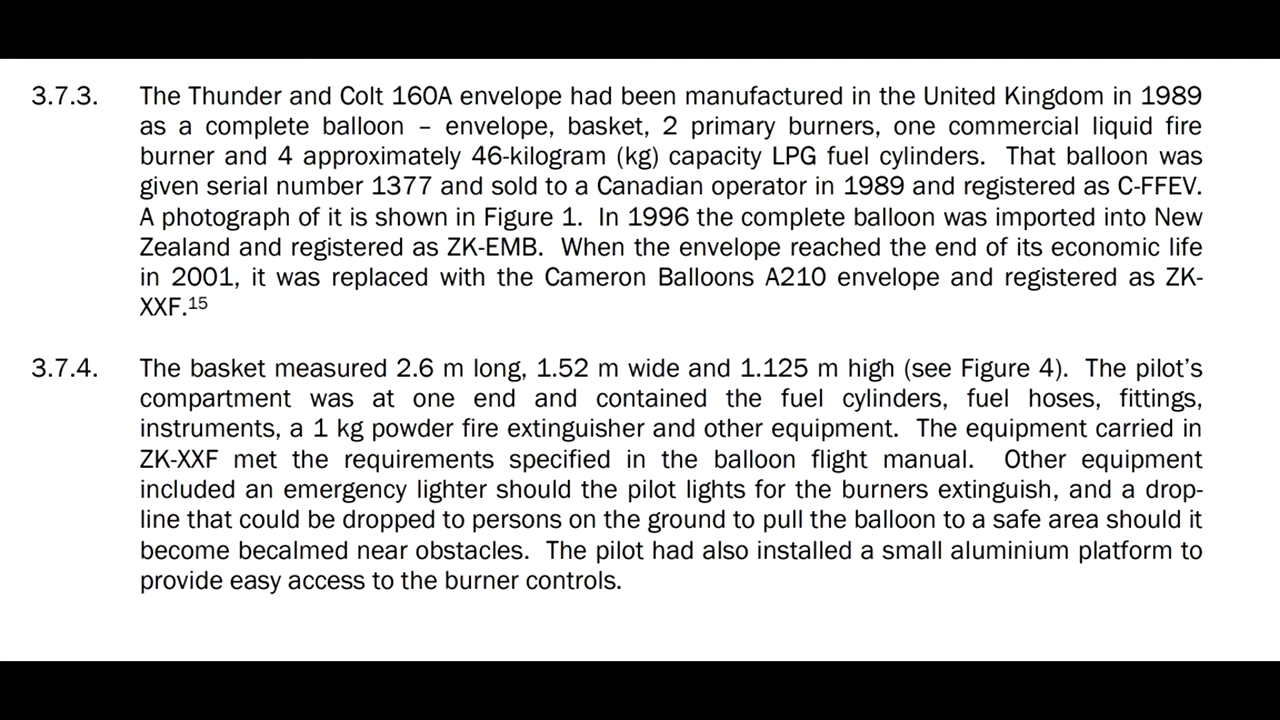 3.7.3. The Thunder and Colt 160A envelope had been manufactured in the United Kingdom in 1989
as a complete balloon – envelope, basket, 2 primary burners, one commercial liquid fire
burner and 4 approximately 46-kilogram (kg) capacity LPG fuel cylinders. That balloon was
given serial number 1377 and sold to a Canadian operator in 1989 and registered as C-FFEV.
A photograph of it is shown in Figure 1. In 1996 the complete balloon was imported into New
Zealand and registered as ZK-EMB. When the envelope reached the end of its economic life
in 2001, it was replaced with the Cameron Balloons A210 envelope and registered as ZK-
XXF.15
3.7.4. The basket measured 2.6 m long, 1.52 m wide and 1.125 m high (see Figure 4). The pilot's
compartment was at one end and contained the fuel cylinders, fuel hoses, fittings,
instruments, a 1 kg powder fire extinguisher and other equipment. The equipment carried in
ZK-XXF met the requirements specified in the balloon flight manual. Other equipment
included an emergency lighter should the pilot lights for the burners extinguish, and a drop-
line that could be dropped to persons on the ground to pull the balloon to a safe area should it
become becalmed near obstacles. The pilot had also installed a small aluminium platform to
provide easy access to the burner controls.